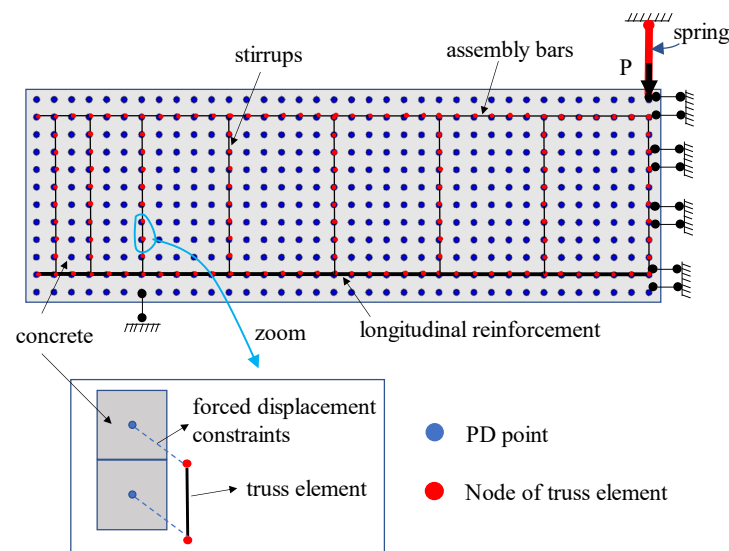 spring
assembly bars
stirrups
P
concrete
zoom
longitudinal reinforcement
forced displacement
constraints
truss element
PD point
Node of truss element